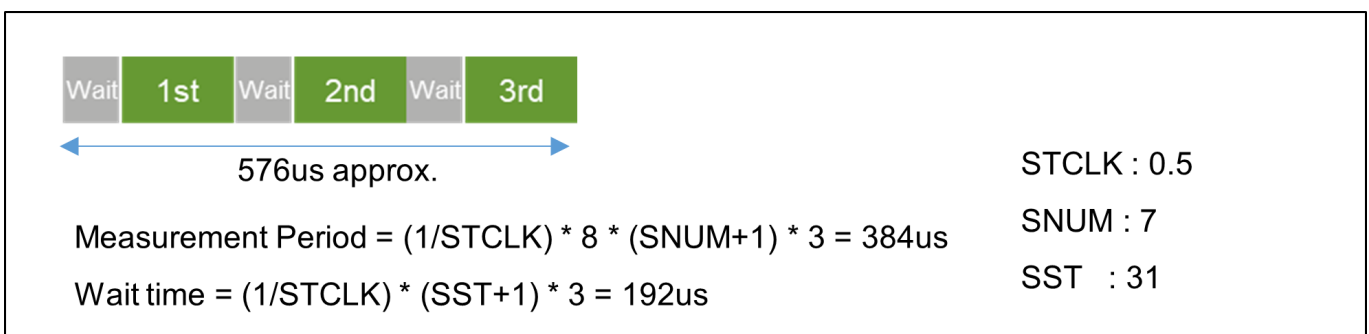 Wait 1st Wait 2nd Wait 3rd
576us approx.
Measurement Period = (1/STCLK) * 8 * (SNUM+1) * 3 = 384us
Wait time = (1/STCLK) * (SST+1) * 3 = 192us
STCLK : 0.5
SNUM : 7
SST : 31